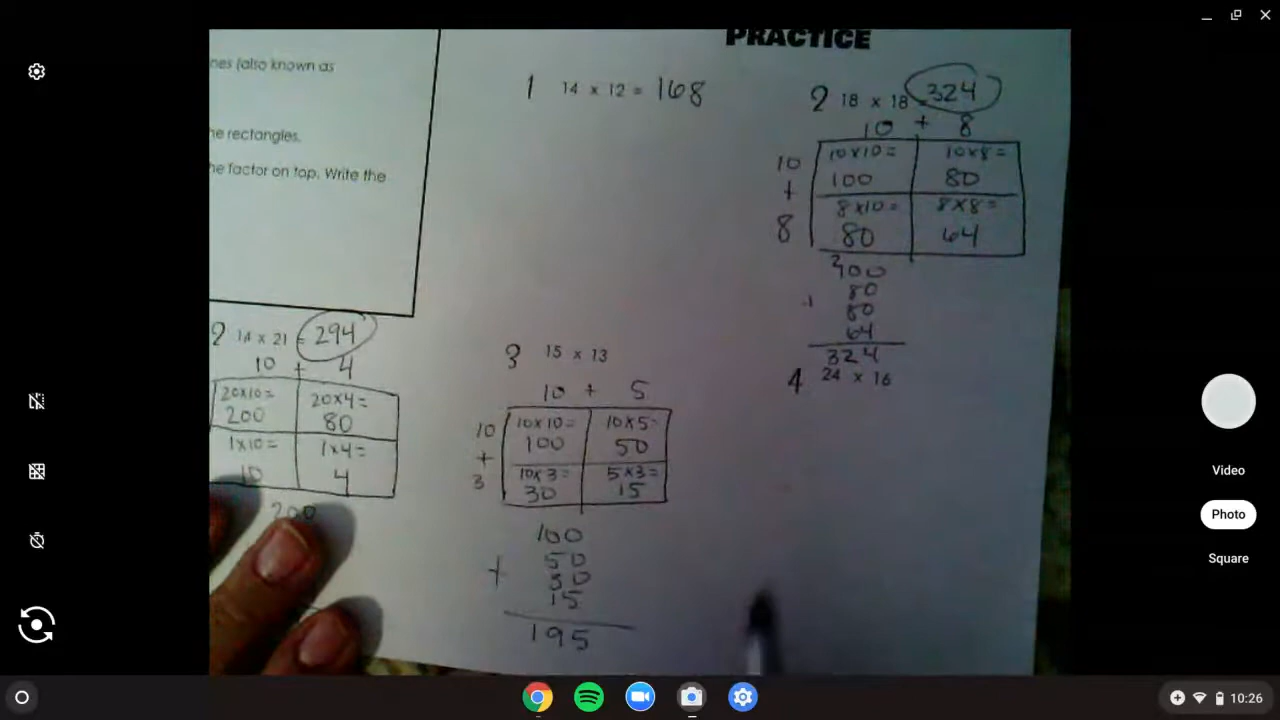 PRACTICE
nes (also known as
he rectangles.
he factor on top. Write the
1 14 x 12 = 168
2 18 x 18 = 324
10 + 8
10
+
8
10x10=
100
10x8=
80
8x10=
80
8x8=
64
100
80
+ 80
64
324
2 14 x 21 = 294
10 + 4
20x10=
200
20x4=
80
1x10=
10
1x4=
4
200
3 15 x 13
10 + 5
10
+
3
10x10=
100
10x5=
50
10x3=
30
5x3=
15
100
50
+ 30
15
195
4 24 x 16
Video
Photo
Square
10:26